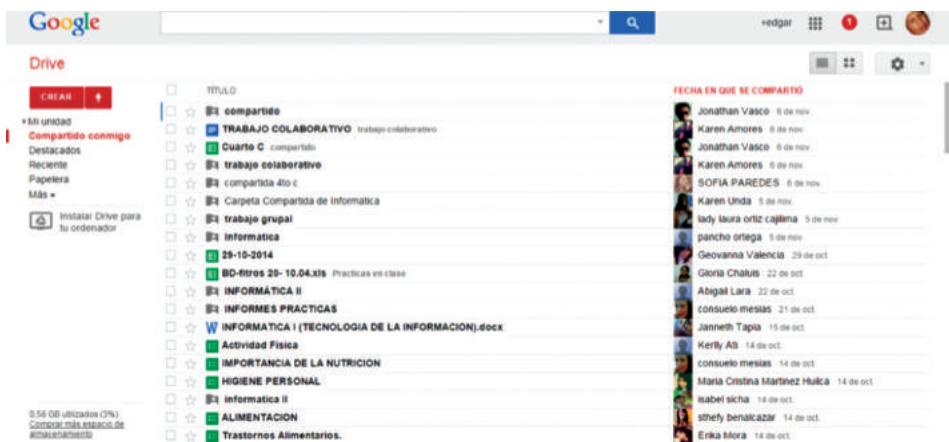 Google
+edgar 1
Drive
CREAR
Mi unidad
Compartido conmigo
Destacados
Reciente
Papelera
Más
Instalar Drive para
tu ordenador
0,56 GB utilizados (3%)
Comprar más espacio de
almacenamiento
TÍTULO FECHA EN QUE SE COMPARTIÓ
compartido Jonathan Vasco 6 de nov.
TRABAJO COLABORATIVO trabajo colaborativo Karen Amores 6 de nov.
Cuarto C compartido Jonathan Vasco 6 de nov.
trabajo colaborativo Karen Amores 6 de nov.
compartida 4to c SOFIA PAREDES 6 de nov.
Carpeta Compartida de Informatica Karen Unda 5 de nov.
trabajo grupal lady laura ortiz cajilima 5 de nov.
informatica pancho ortega 5 de nov.
29-10-2014 Geovanna Valencia 29 de oct.
BD-fitros 20- 10.04.xls Practicas en clase Gloria Chaluis 22 de oct.
INFORMÁTICA II Abigail Lara 22 de oct.
INFORMES PRACTICAS consuelo mesias 21 de oct.
INFORMATICA I (TECNOLOGIA DE LA INFORMACION).docx Janneth Tapia 15 de oct.
Actividad Fisica Kerlly Ati 14 de oct.
IMPORTANCIA DE LA NUTRICION consuelo mesias 14 de oct.
HIGIENE PERSONAL Maria Cristina Martinez Huilca 14 de oct.
informatica II isabel sicha 14 de oct.
ALIMENTACION sthefy benalcazar 14 de oct.
Trastornos Alimentarios. Erika Mora 14 de oct.